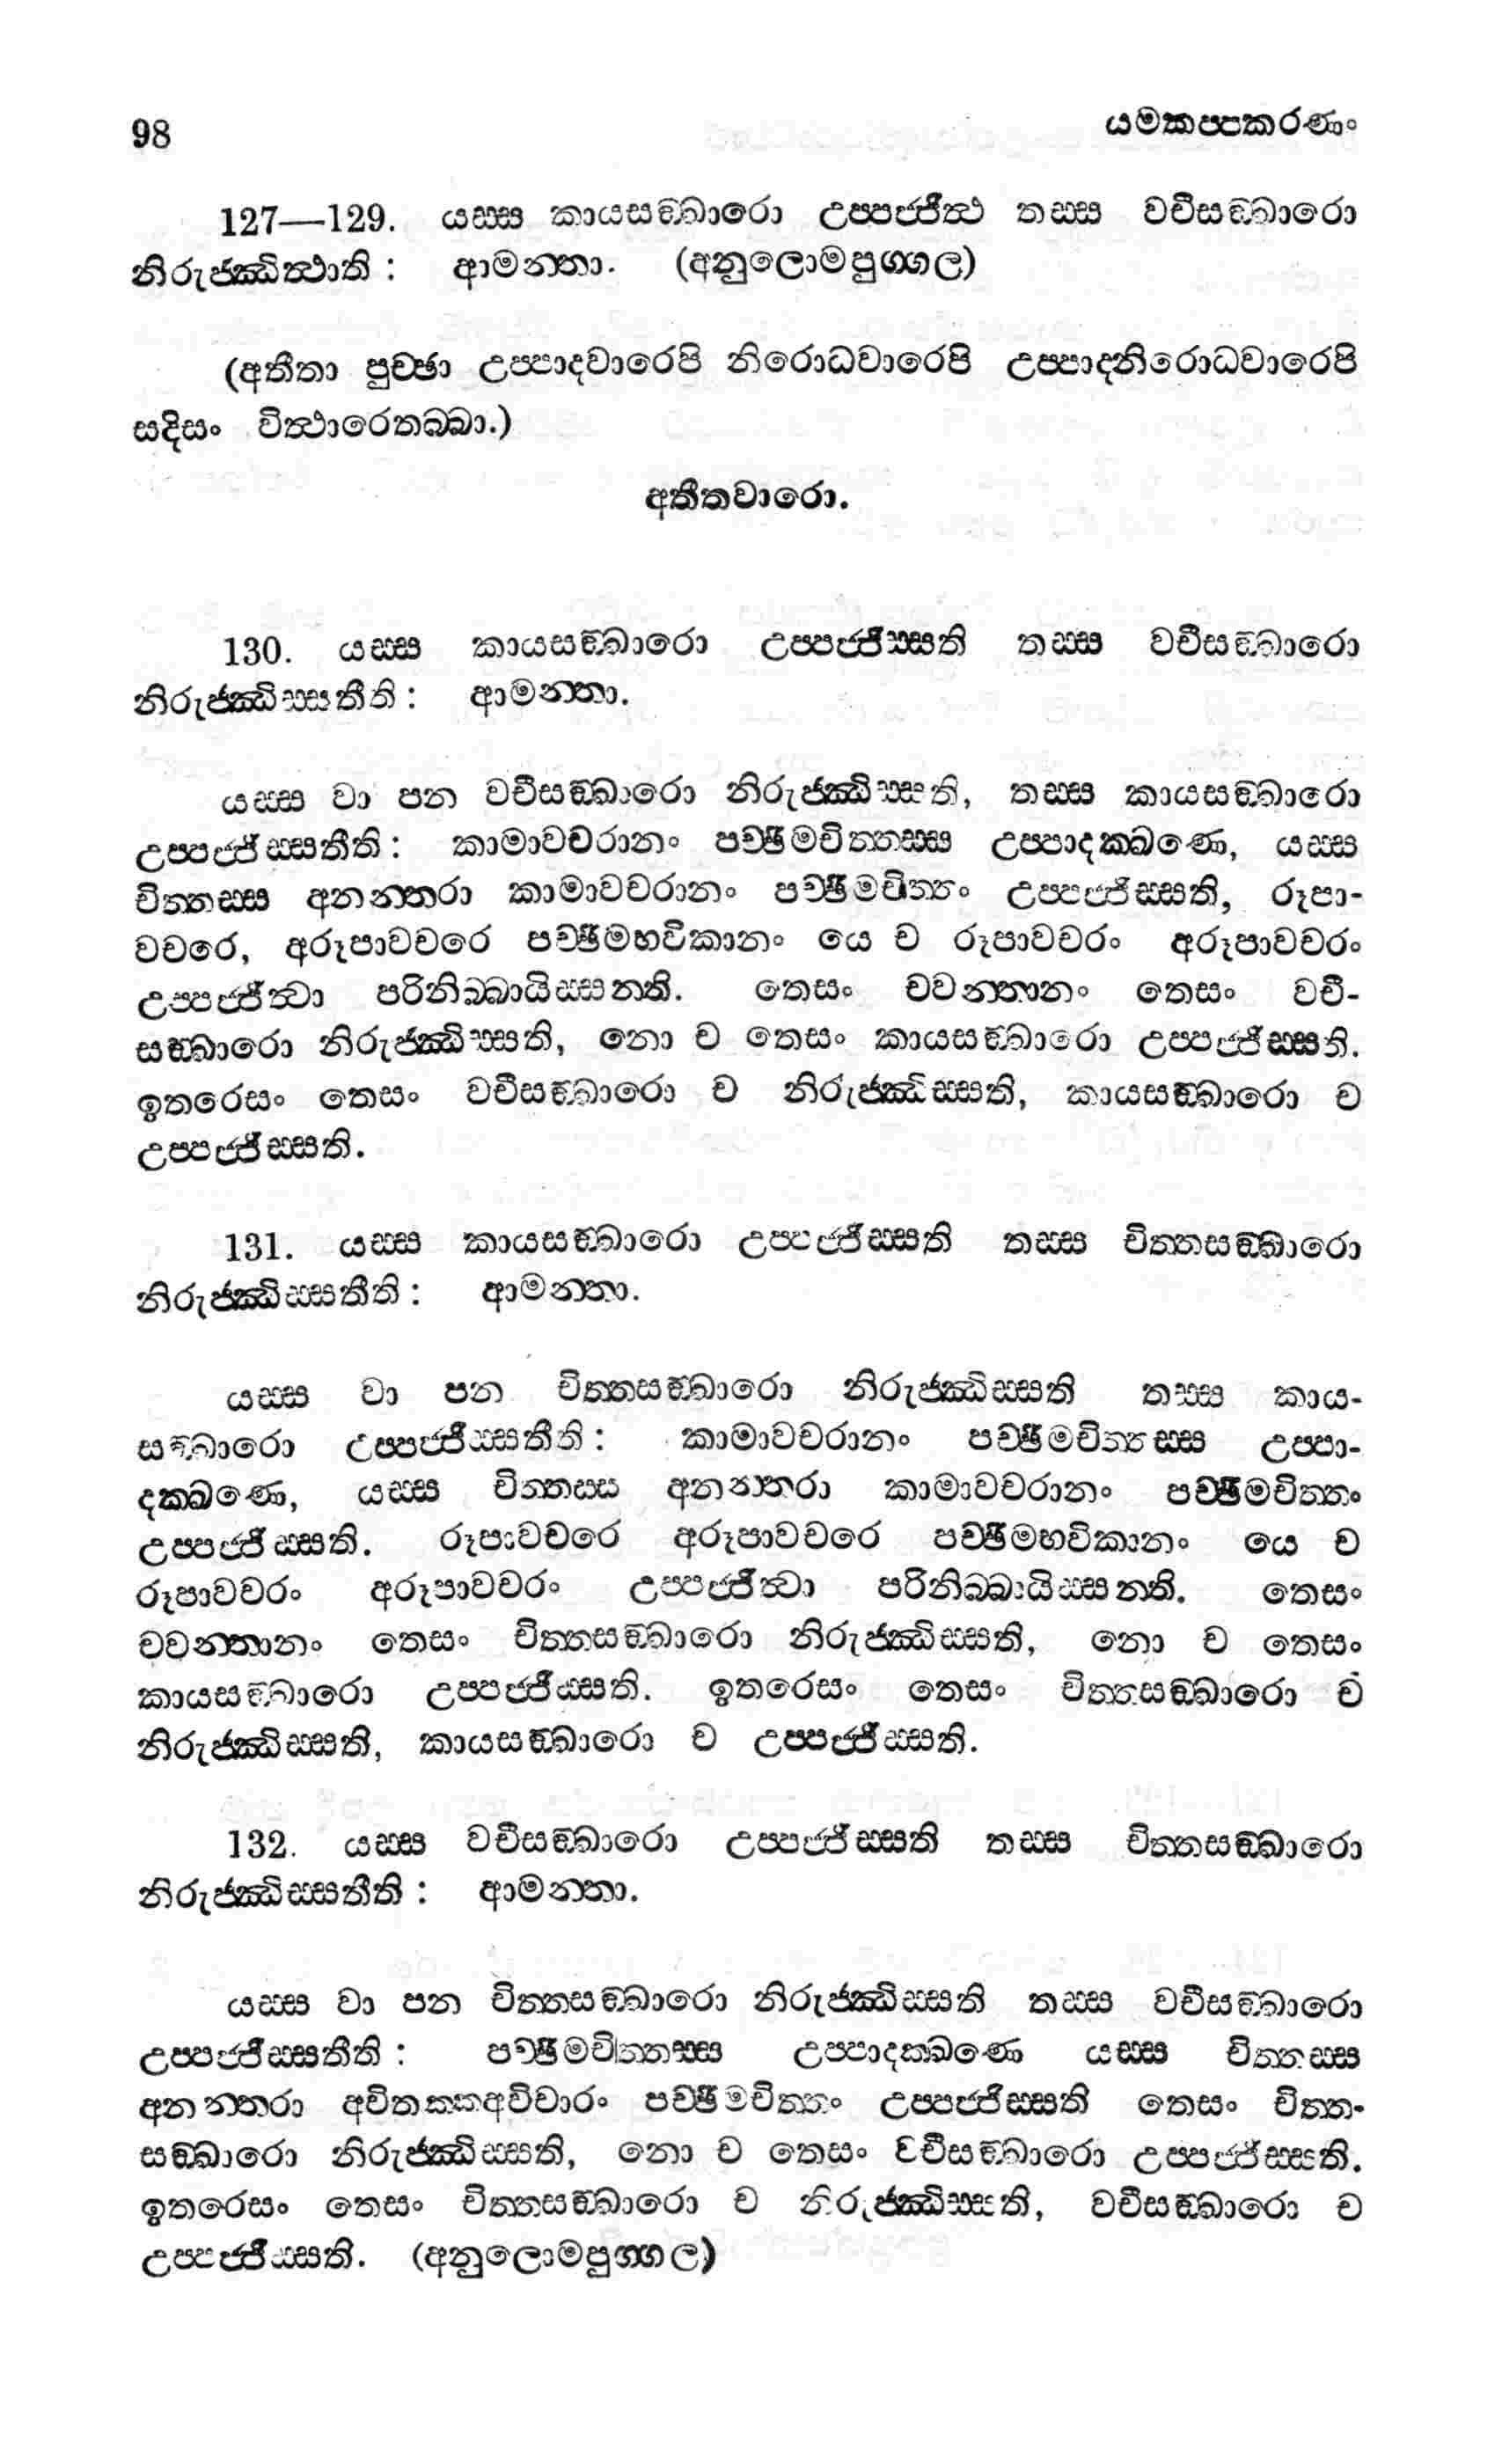 98 යමකප්පකරණං
127—129. යස්ස කායසඞ්ඛාරො උප්පජ්ජිත්ථ තස්ස වචීසඞ්ඛාරො
නිරුජ්ඣිත්ථාති : ආමන්තා. (අනුලොමපුග්ගල)
(අතීතා පුච්ඡා උප්පාදවාරෙපි නිරොධවාරෙපි උප්පාදනිරොධවාරෙපි
සදිසං විත්ථාරෙතබ්බා.)
අතීතවාරො.
130. යස්ස කායසඞ්ඛාරො උප්පජ්ජිස්සති තස්ස වචීසඞ්ඛාරො
නිරුජ්ඣිස්සතීති : ආමන්තා.
යස්ස වා පන වචීසඞ්ඛාරො නිරුජ්ඣිස්සති, තස්ස කායසඞ්ඛාරො
උප්පජ්ජිස්සතීති : කාමාවචරානං පච්ඡිමචිත්තස්ස උප්පාදක්ඛණෙ, යස්ස
චිත්තස්ස අනන්තරා කාමාවචරානං පච්ඡිමචිත්තං උප්පජ්ජිස්සති, රූපා-
වචරෙ, අරූපාවචරෙ පච්ඡිමභවිකානං යෙ ච රූපාවචරං අරූපාවචරං
උප්පජ්ජිත්වා පරිනිබ්බායිස්සන්ති. තෙසං චවන්තානං තෙසං වචී-
සඞ්ඛාරො නිරුජ්ඣිස්සති, නො ච තෙසං කායසඞ්ඛාරො උප්පජ්ජිස්සති.
ඉතරෙසං තෙසං වචීසඞ්ඛාරො ච නිරුජ්ඣිස්සති, කායසඞ්ඛාරො ච
උප්පජ්ජිස්සති.
131. යස්ස කායසඞ්ඛාරො උප්පජ්ජිස්සති තස්ස චිත්තසඞ්ඛාරො
නිරුජ්ඣිස්සතීති : ආමන්තා.
යස්ස වා පන චිත්තසඞ්ඛාරො නිරුජ්ඣිස්සති තස්ස කාය-
සඞ්ඛාරො උප්පජ්ජිස්සතීති : කාමාවචරානං පච්ඡිමචිත්තස්ස උප්පා-
දක්ඛණෙ, යස්ස චිත්තස්ස අනන්තරා කාමාවචරානං පච්ඡිමචිත්තං
උප්පජ්ජිස්සති. රූපාවචරෙ අරූපාවචරෙ පච්ඡිමභවිකානං යෙ ච
රූපාවචරං අරූපාවචරං උප්පජ්ජිත්වා පරිනිබ්බායිස්සන්ති. තෙසං
චවන්තානං තෙසං චිත්තසඞ්ඛාරො නිරුජ්ඣිස්සති, නො ච තෙසං
කායසඞ්ඛාරො උප්පජ්ජිස්සති. ඉතරෙසං තෙසං චිත්තසඞ්ඛාරො ච
නිරුජ්ඣිස්සති, කායසඞ්ඛාරො ච උප්පජ්ජිස්සති.
132. යස්ස වචීසඞ්ඛාරො උප්පජ්ජිස්සති තස්ස චිත්තසඞ්ඛාරො
නිරුජ්ඣිස්සතීති : ආමන්තා.
යස්ස වා පන චිත්තසඞ්ඛාරො නිරුජ්ඣිස්සති තස්ස වචීසඞ්ඛාරො
උප්පජ්ජිස්සතීති : පච්ඡිමචිත්තස්ස උප්පාදක්ඛණෙ යස්ස චිත්තස්ස
අනන්තරා අවිතක්කඅවිචාරං පච්ඡිමචිත්තං උප්පජ්ජිස්සති තෙසං චිත්ත-
සඞ්ඛාරො නිරුජ්ඣිස්සති, නො ච තෙසං වචීසඞ්ඛාරො උප්පජ්ජිස්සති.
ඉතරෙසං තෙසං චිත්තසඞ්ඛාරො ච නිරුජ්ඣිස්සති, වචීසඞ්ඛාරො ච
උප්පජ්ජිස්සති. (අනුලොමපුග්ගල)